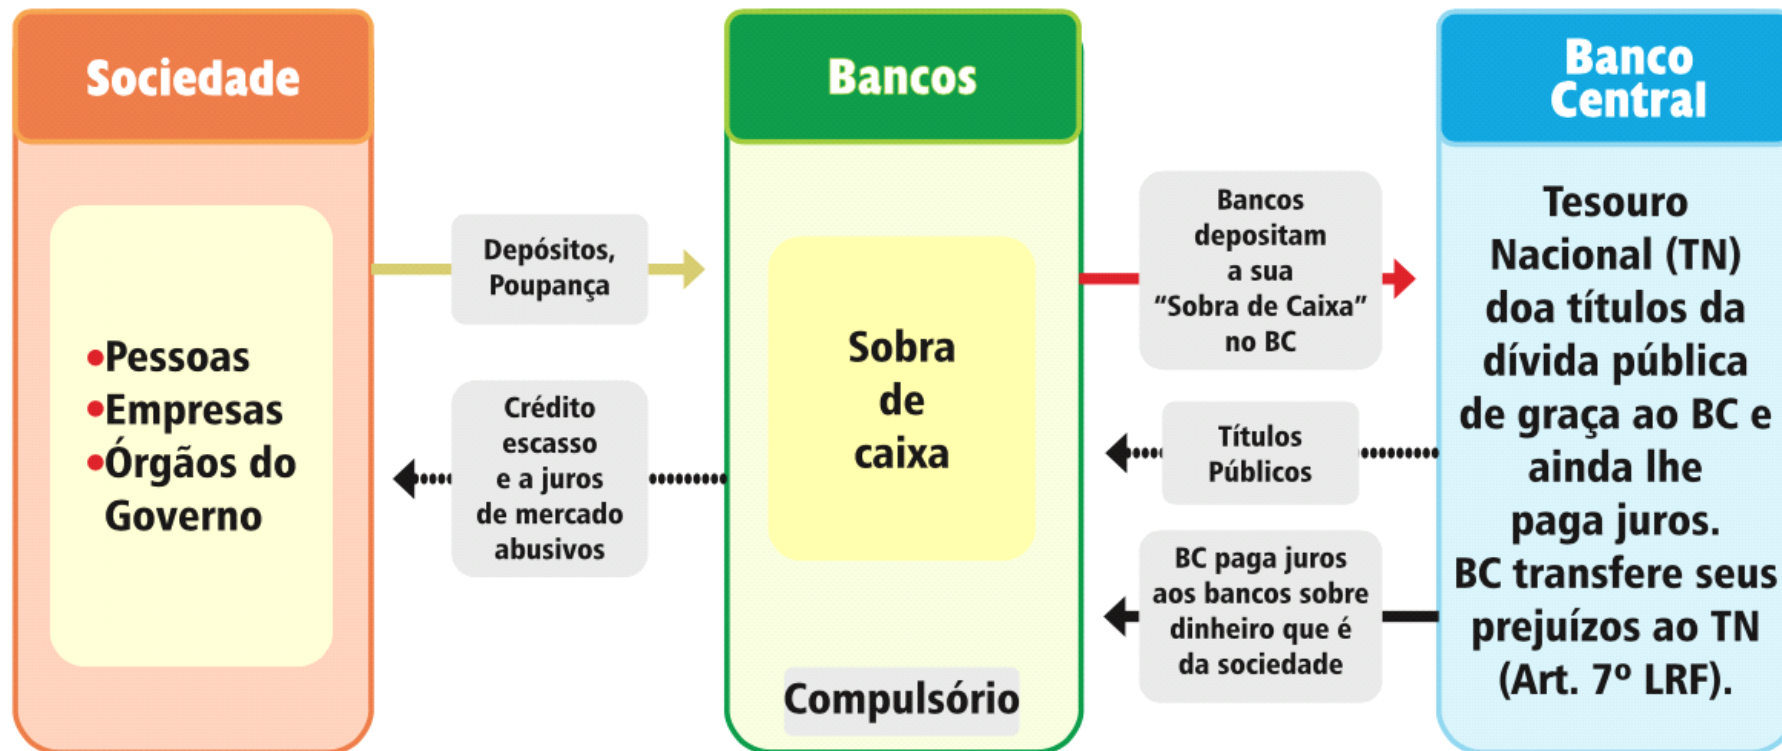 Sociedade
•Pessoas
•Empresas
•Órgãos do
Governo
Depósitos,
Poupança
Crédito
escasso
e a juros
de mercado
abusivos
Bancos
Sobra
de
caixa
Compulsório
Bancos
depositam
a sua
“Sobra de Caixa”
no BC
Títulos
Públicos
BC paga juros
aos bancos sobre
dinheiro que é
da sociedade
Banco
Central
Tesouro
Nacional (TN)
doa títulos da
dívida pública
de graça ao BC e
ainda lhe
paga juros.
BC transfere seus
prejuízos ao TN
(Art. 7º LRF).